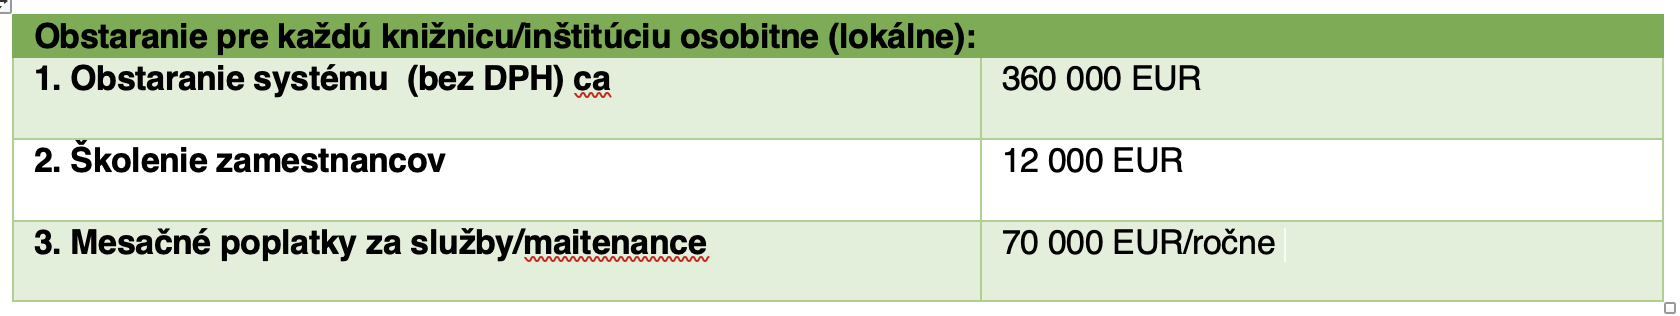 Obstaranie pre každú knižnicu/inštitúciu osobitne (lokálne):
1. Obstaranie systému  (bez DPH) ca
360 000 EUR
2. Školenie zamestnancov
12 000 EUR
3. Mesačné poplatky za služby/maitenance
70 000 EUR/ročne